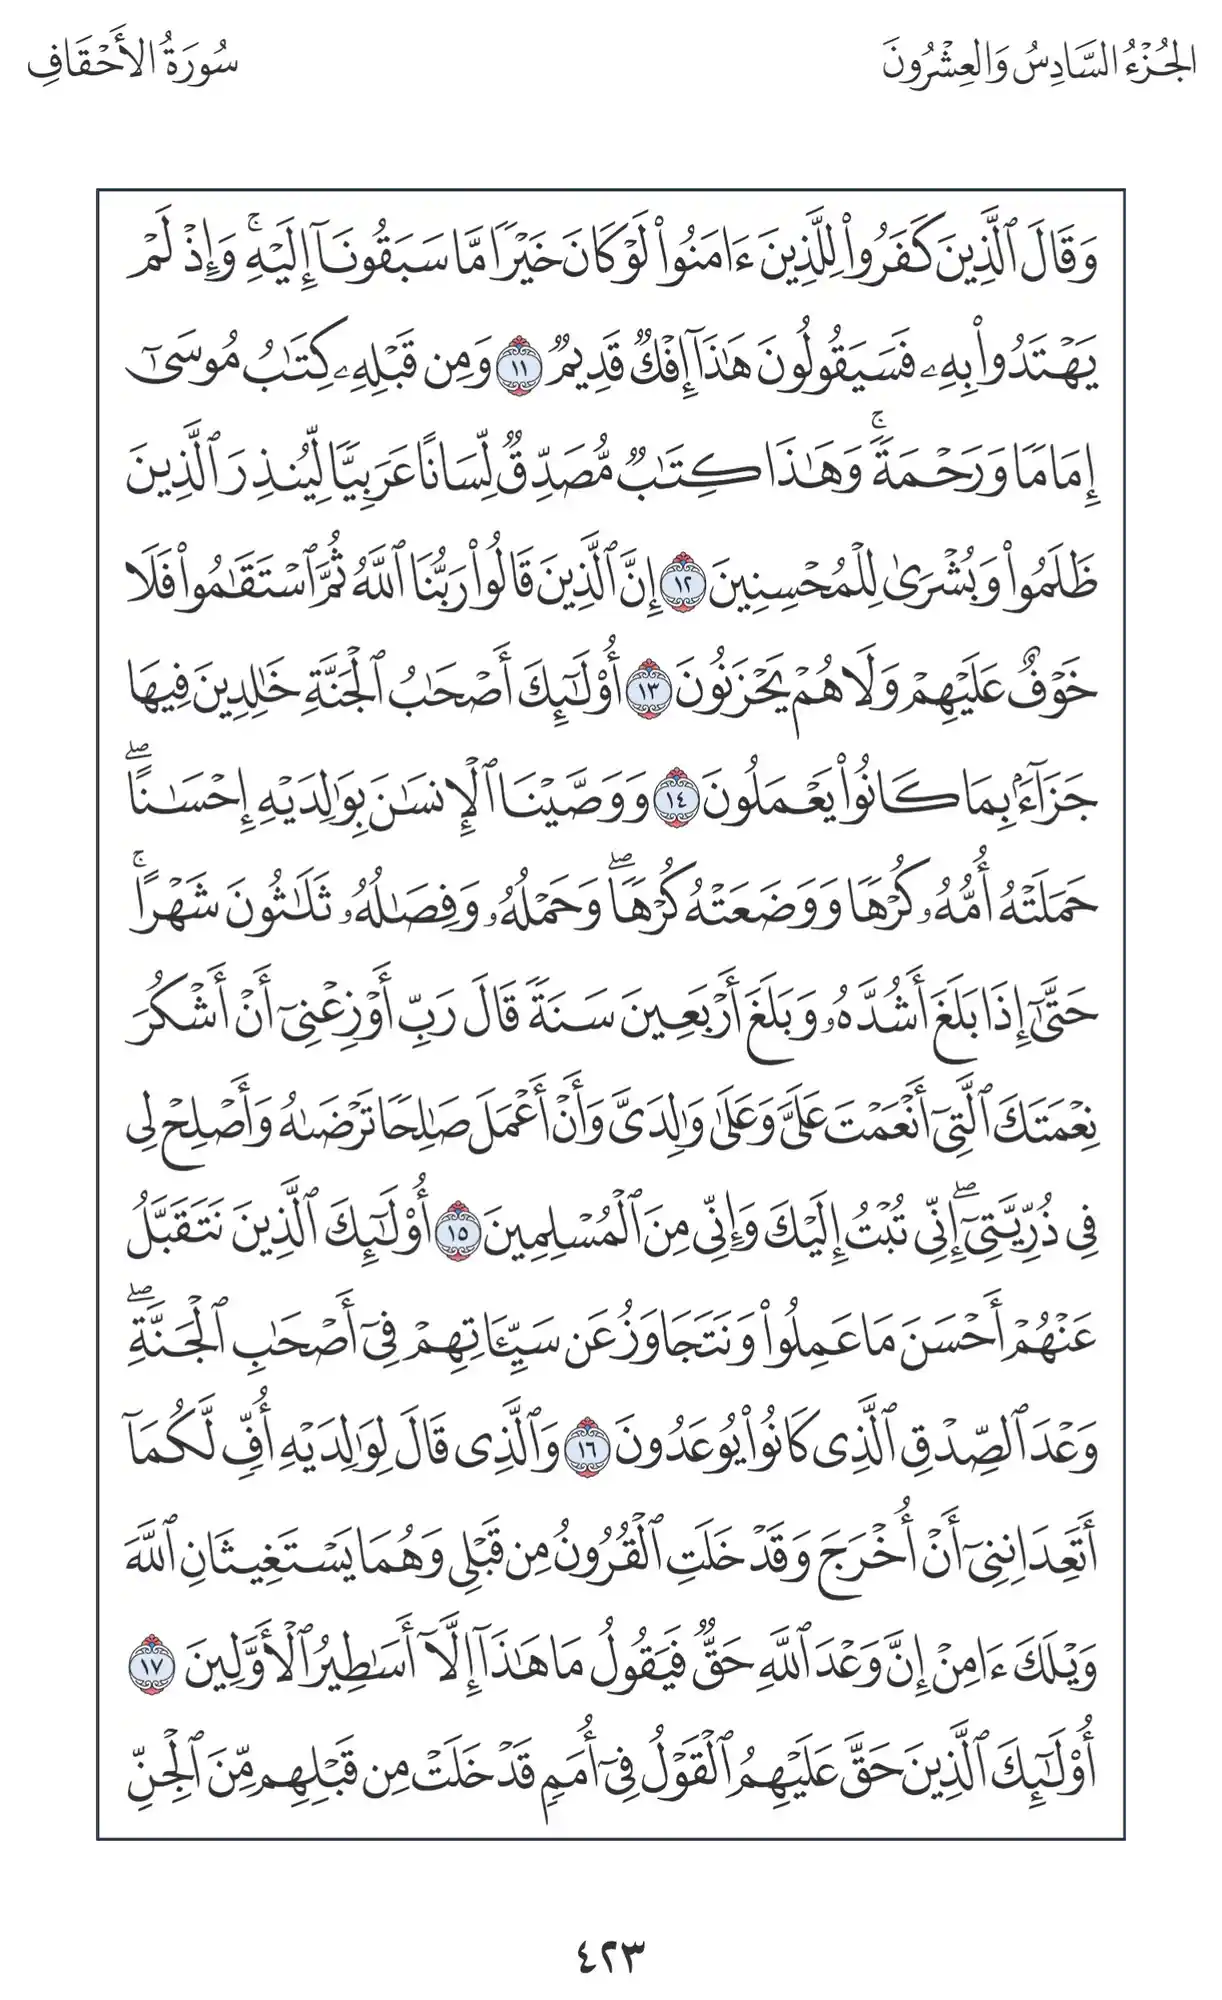 الجُزْءُ السَّادِسُ وَالعِشْرُونَ
سُورَةُ الأَحْقَافِ
وَقَالَ ٱلَّذِينَ كَفَرُوا۟ لِلَّذِينَ ءَامَنُوا۟ لَوْ كَانَ خَيْرًا مَّا سَبَقُونَآ إِلَيْهِ ۚ وَإِذْ لَمْ
يَهْتَدُوا۟ بِهِۦ فَسَيَقُولُونَ هَٰذَآ إِفْكٌ قَدِيمٌ ١١ وَمِن قَبْلِهِۦ كِتَٰبُ مُوسَىٰٓ
إِمَامًا وَرَحْمَةً ۚ وَهَٰذَا كِتَٰبٌ مُّصَدِّقٌ لِّسَانًا عَرَبِيًّا لِّيُنذِرَ ٱلَّذِينَ
ظَلَمُوا۟ وَبُشْرَىٰ لِلْمُحْسِنِينَ ١٢ إِنَّ ٱلَّذِينَ قَالُوا۟ رَبُّنَا ٱللَّهُ ثُمَّ ٱسْتَقَٰمُوا۟ فَلَا
خَوْفٌ عَلَيْهِمْ وَلَا هُمْ يَحْزَنُونَ ١٣ أُو۟لَٰٓئِكَ أَصْحَٰبُ ٱلْجَنَّةِ خَٰلِدِينَ فِيهَا
جَزَآءًۢ بِمَا كَانُوا۟ يَعْمَلُونَ ١٤ وَوَصَّيْنَا ٱلْإِنسَٰنَ بِوَٰلِدَيْهِ إِحْسَٰنًا ۖ
حَمَلَتْهُ أُمُّهُۥ كُرْهًا وَوَضَعَتْهُ كُرْهًا ۖ وَحَمْلُهُۥ وَفِصَٰلُهُۥ ثَلَٰثُونَ شَهْرًا ۚ
حَتَّىٰٓ إِذَا بَلَغَ أَشُدَّهُۥ وَبَلَغَ أَرْبَعِينَ سَنَةً قَالَ رَبِّ أَوْزِعْنِىٓ أَنْ أَشْكُرَ
نِعْمَتَكَ ٱلَّتِىٓ أَنْعَمْتَ عَلَىَّ وَعَلَىٰ وَٰلِدَىَّ وَأَنْ أَعْمَلَ صَٰلِحًا تَرْضَىٰهُ وَأَصْلِحْ لِى
فِى ذُرِّيَّتِىٓ ۖ إِنِّى تُبْتُ إِلَيْكَ وَإِنِّى مِنَ ٱلْمُسْلِمِينَ ١٥ أُو۟لَٰٓئِكَ ٱلَّذِينَ نَتَقَبَّلُ
عَنْهُمْ أَحْسَنَ مَا عَمِلُوا۟ وَنَتَجَاوَزُ عَن سَيِّـَٔاتِهِمْ فِىٓ أَصْحَٰبِ ٱلْجَنَّةِ ۖ
وَعْدَ ٱلصِّدْقِ ٱلَّذِى كَانُوا۟ يُوعَدُونَ ١٦ وَٱلَّذِى قَالَ لِوَٰلِدَيْهِ أُفٍّ لَّكُمَآ
أَتَعِدَانِنِىٓ أَنْ أُخْرَجَ وَقَدْ خَلَتِ ٱلْقُرُونُ مِن قَبْلِى وَهُمَا يَسْتَغِيثَانِ ٱللَّهَ
وَيْلَكَ ءَامِنْ إِنَّ وَعْدَ ٱللَّهِ حَقٌّ فَيَقُولُ مَا هَٰذَآ إِلَّآ أَسَٰطِيرُ ٱلْأَوَّلِينَ ١٧
أُو۟لَٰٓئِكَ ٱلَّذِينَ حَقَّ عَلَيْهِمُ ٱلْقَوْلُ فِىٓ أُمَمٍ قَدْ خَلَتْ مِن قَبْلِهِم مِّنَ ٱلْجِنِّ
٤٢٣